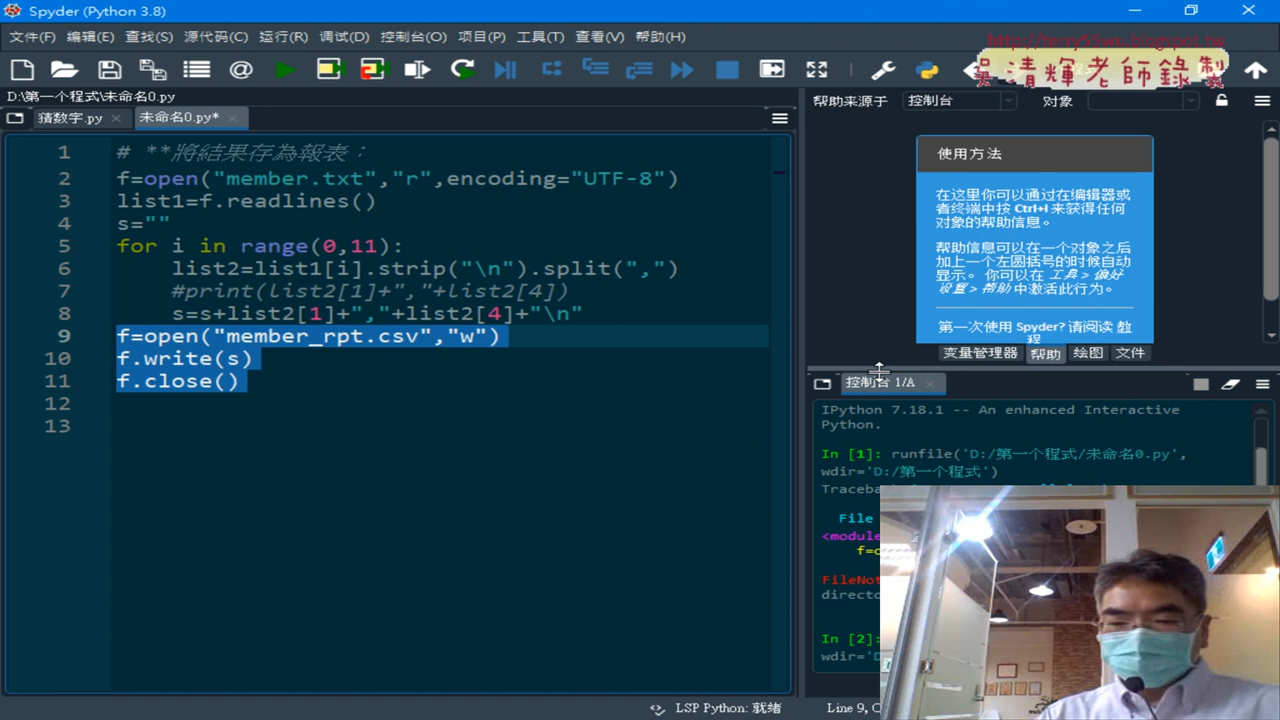 Spyder (Python 3.8)
文件(F) 编辑(E) 查找(S) 源代码(C) 运行(R) 调试(D) 控制台(O) 项目(P) 工具(T) 查看(V) 帮助(H)
http://terry55wu.blogspot.tw
吳清輝老師錄製
D:\第一个程式\未命名0.py
猜数字.py
未命名0.py*
帮助来源于 控制台 对象
1 # **將結果存為報表：
2 f=open("member.txt","r",encoding="UTF-8")
3 list1=f.readlines()
4 s=""
5 for i in range(0,11):
6 list2=list1[i].strip("\n").split(",")
7 #print(list2[1]+","+list2[4])
8 s=s+list2[1]+","+list2[4]+"\n"
9 f=open("member_rpt.csv","w")
10 f.write(s)
11 f.close()
12
13
使用方法
在这里你可以通过在编辑器或
者终端中按 Ctrl+I 来获得任何
对象的帮助信息。
帮助信息可以在一个对象之后
加上一个左圆括号的时候自动
显示。 你可以在 工具 > 偏好
设置 > 帮助 中激活此行为。
第一次使用 Spyder? 请阅读 教
程
变量管理器 帮助 绘图 文件
控制台 1/A
IPython 7.18.1 -- An enhanced Interactive
Python.
In [1]: runfile('D:/第一个程式/未命名0.py',
wdir='D:/第一个程式')
File
In [2]:
wdir='D
LSP Python: 就绪
Line 9,